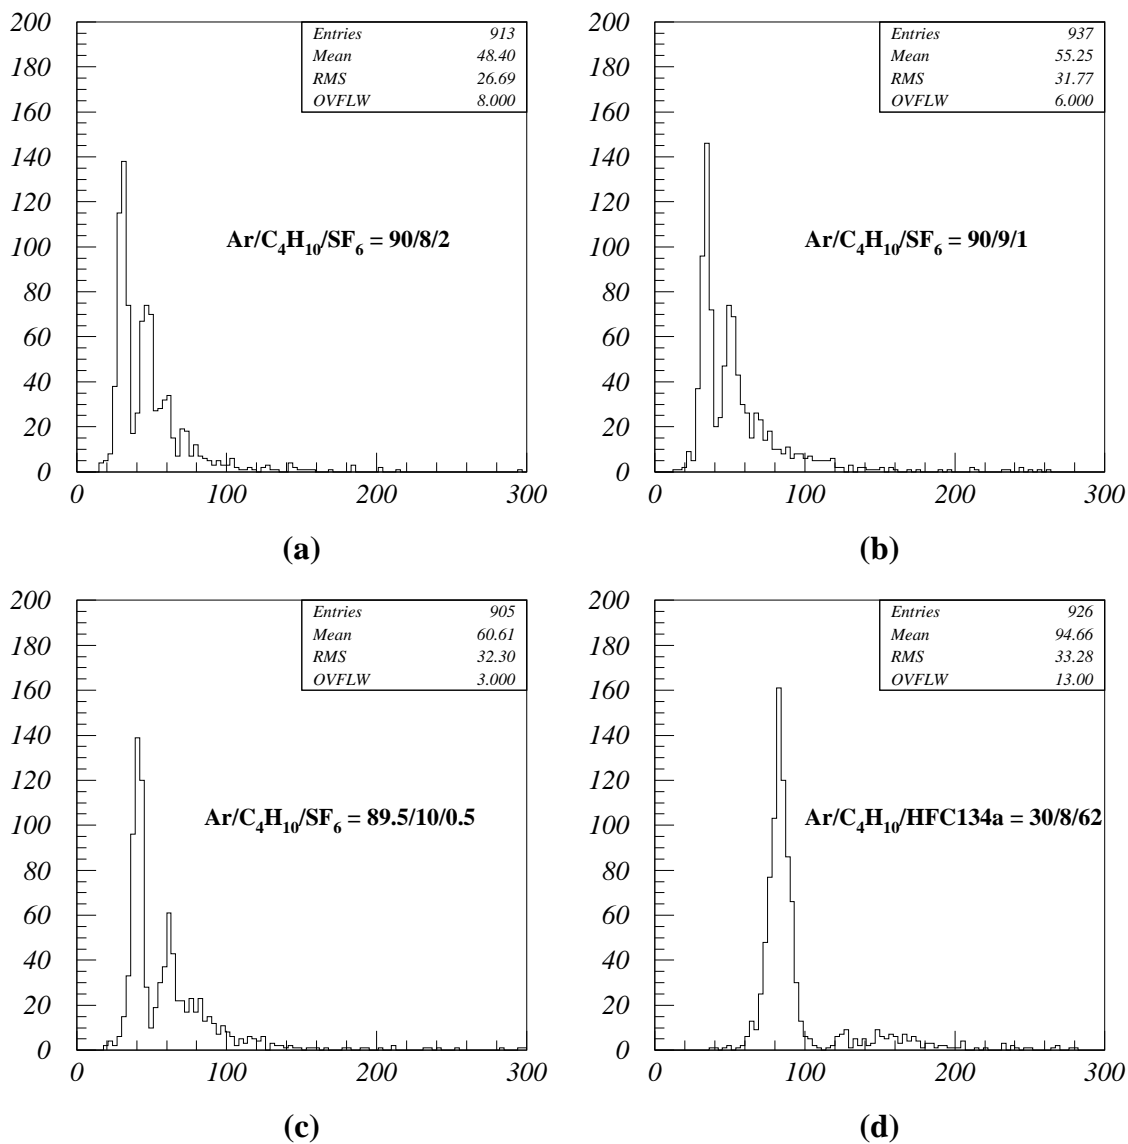 200
180
160
140
120
100
80
60
40
20
0
0 100 200 300
Entries 913
Mean 48.40
RMS 26.69
OVFLW 8.000
Ar/C₄H₁₀/SF₆ = 90/8/2
(a)
200
180
160
140
120
100
80
60
40
20
0
0 100 200 300
Entries 937
Mean 55.25
RMS 31.77
OVFLW 6.000
Ar/C₄H₁₀/SF₆ = 90/9/1
(b)
200
180
160
140
120
100
80
60
40
20
0
0 100 200 300
Entries 905
Mean 60.61
RMS 32.30
OVFLW 3.000
Ar/C₄H₁₀/SF₆ = 89.5/10/0.5
(c)
200
180
160
140
120
100
80
60
40
20
0
0 100 200 300
Entries 926
Mean 94.66
RMS 33.28
OVFLW 13.00
Ar/C₄H₁₀/HFC134a = 30/8/62
(d)